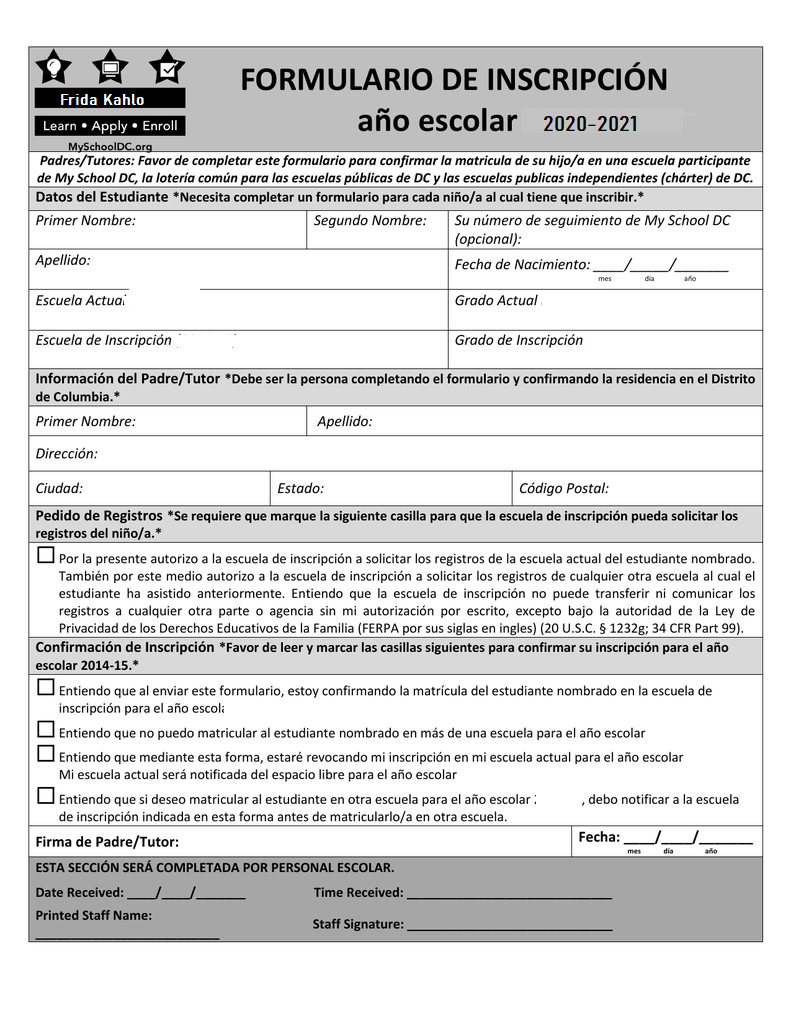 Frida Kahlo
Learn • Apply • Enroll
MySchoolDC.org
FORMULARIO DE INSCRIPCIÓN
año escolar 2020-2021
Padres/Tutores: Favor de completar este formulario para confirmar la matricula de su hijo/a en una escuela participante
de My School DC, la lotería común para las escuelas públicas de DC y las escuelas publicas independientes (chárter) de DC.
Datos del Estudiante *Necesita completar un formulario para cada niño/a al cual tiene que inscribir.*
Primer Nombre: Segundo Nombre: Su número de seguimiento de My School DC
(opcional):
Apellido: Fecha de Nacimiento: ____/_____/_______
mes día año
Escuela Actual Grado Actual
Escuela de Inscripción Grado de Inscripción
Información del Padre/Tutor *Debe ser la persona completando el formulario y confirmando la residencia en el Distrito
de Columbia.*
Primer Nombre: Apellido:
Dirección:
Ciudad: Estado: Código Postal:
Pedido de Registros *Se requiere que marque la siguiente casilla para que la escuela de inscripción pueda solicitar los
registros del niño/a.*
Por la presente autorizo a la escuela de inscripción a solicitar los registros de la escuela actual del estudiante nombrado.
También por este medio autorizo a la escuela de inscripción a solicitar los registros de cualquier otra escuela al cual el
estudiante ha asistido anteriormente. Entiendo que la escuela de inscripción no puede transferir ni comunicar los
registros a cualquier otra parte o agencia sin mi autorización por escrito, excepto bajo la autoridad de la Ley de
Privacidad de los Derechos Educativos de la Familia (FERPA por sus siglas en ingles) (20 U.S.C. § 1232g; 34 CFR Part 99).
Confirmación de Inscripción *Favor de leer y marcar las casillas siguientes para confirmar su inscripción para el año
escolar 2014-15.*
Entiendo que al enviar este formulario, estoy confirmando la matrícula del estudiante nombrado en la escuela de
inscripción para el año escola
Entiendo que no puedo matricular al estudiante nombrado en más de una escuela para el año escolar
Entiendo que mediante esta forma, estaré revocando mi inscripción en mi escuela actual para el año escolar
Mi escuela actual será notificada del espacio libre para el año escolar
Entiendo que si deseo matricular al estudiante en otra escuela para el año escolar , debo notificar a la escuela
de inscripción indicada en esta forma antes de matricularlo/a en otra escuela.
Firma de Padre/Tutor: Fecha: ____/____/_______
mes día año
ESTA SECCIÓN SERÁ COMPLETADA POR PERSONAL ESCOLAR.
Date Received: ____/____/_______ Time Received: _____________________________
Printed Staff Name: Staff Signature: _____________________________
__________________________